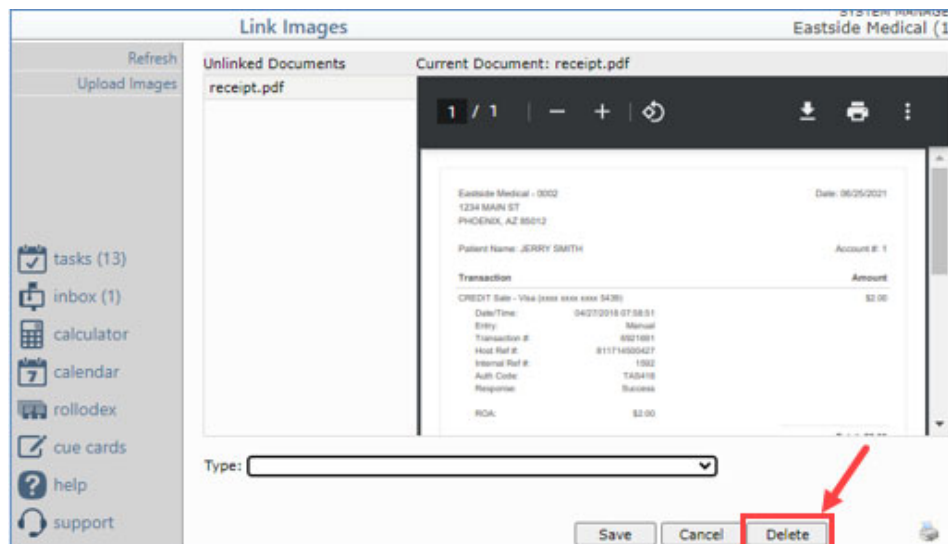 SYSTEM MANAGE
Link Images
Eastside Medical (1
Refresh
Upload Images
Unlinked Documents
Current Document: receipt.pdf
receipt.pdf
1 / 1
Eastside Medical - 0002
Date: 06/25/2021
1234 MAIN ST
PHOENIX, AZ 85012
Patient Name: JERRY SMITH
Account #: 1
Transaction
Amount
CREDIT Sale - Visa (xxxx xxxx xxxx 5439)
$2.00
Date/Time: 04/27/2018 07:58:51
Entry: Manual
Transaction #: 6921881
Host Ref #: 811714500427
Internal Ref #: 1592
Auth Code: TAS418
Response: Success
ROA: $2.00
tasks (13)
inbox (1)
calculator
7
calendar
rollodex
cue cards
help
support
Type:
Save
Cancel
Delete